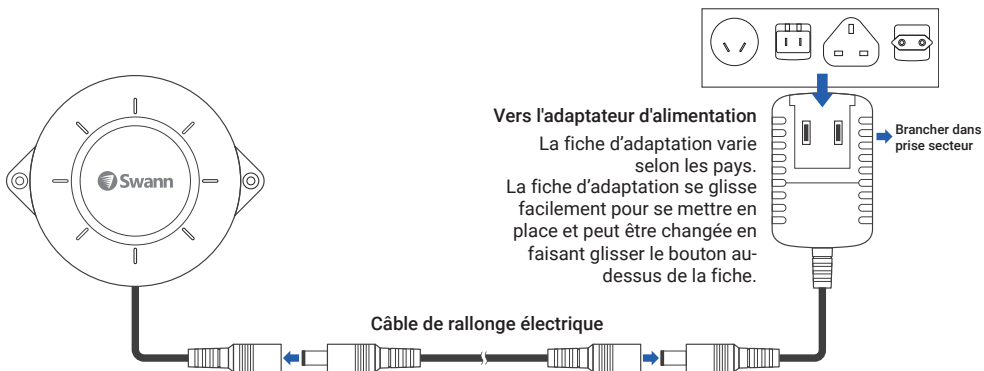 Vers l'adaptateur d'alimentation
La fiche d’adaptation varie
selon les pays.
La fiche d’adaptation se glisse
facilement pour se mettre en
place et peut être changée en
faisant glisser le bouton au-
dessus de la fiche.
Brancher dans
prise secteur
Swann
Câble de rallonge électrique